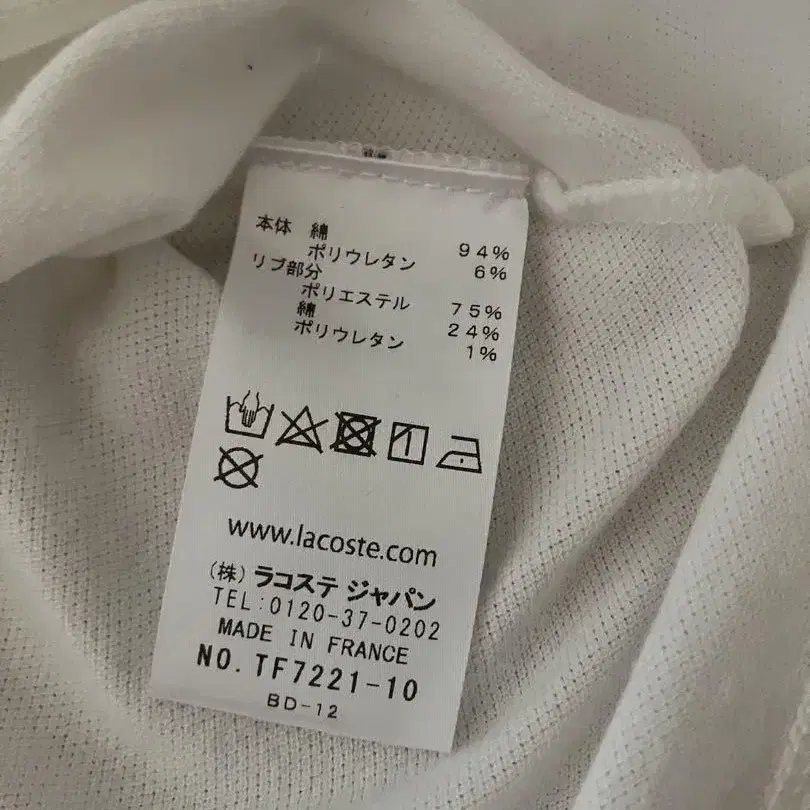 本体 綿 94%
ポリウレタン 6%
リブ部分
ポリエステル 75%
綿 24%
ポリウレタン 1%
www.lacoste.com
(株) ラコステ ジャパン
TEL:0120-37-0202
MADE IN FRANCE
NO. TF7221-10
BD-12